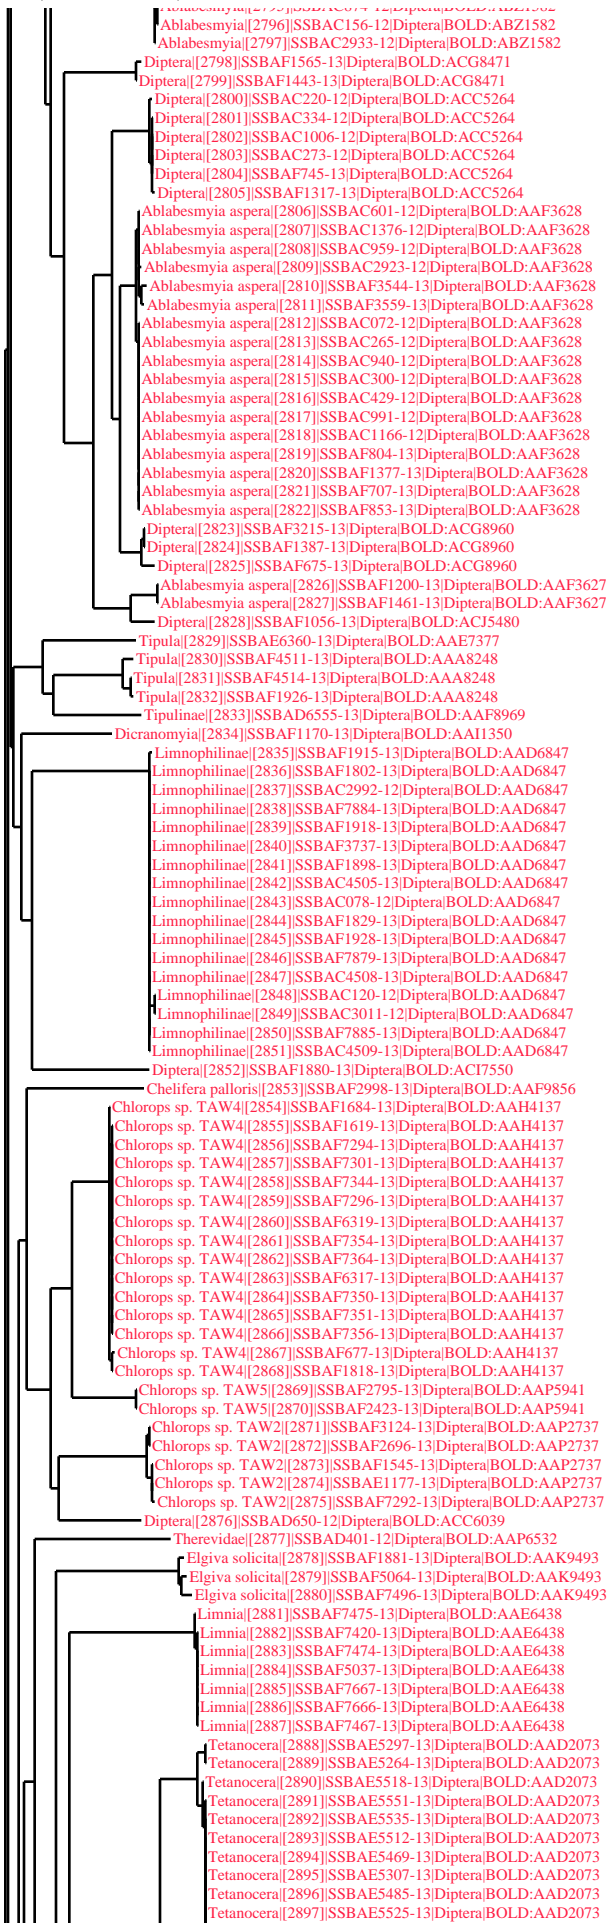 Ablabesmyia|[2796]|SSBAC156-12|Diptera|BOLD:ABZ1582
Ablabesmyia|[2797]|SSBAC2933-12|Diptera|BOLD:ABZ1582
Diptera|[2798]|SSBAF1565-13|Diptera|BOLD:ACG8471
Diptera|[2799]|SSBAF1443-13|Diptera|BOLD:ACG8471
Diptera|[2800]|SSBAC220-12|Diptera|BOLD:ACC5264
Diptera|[2801]|SSBAC334-12|Diptera|BOLD:ACC5264
Diptera|[2802]|SSBAC1006-12|Diptera|BOLD:ACC5264
Diptera|[2803]|SSBAC273-12|Diptera|BOLD:ACC5264
Diptera|[2804]|SSBAF745-13|Diptera|BOLD:ACC5264
Diptera|[2805]|SSBAF1317-13|Diptera|BOLD:ACC5264
Ablabesmyia aspera|[2806]|SSBAC601-12|Diptera|BOLD:AAF3628
Ablabesmyia aspera|[2807]|SSBAC1376-12|Diptera|BOLD:AAF3628
Ablabesmyia aspera|[2808]|SSBAC959-12|Diptera|BOLD:AAF3628
Ablabesmyia aspera|[2809]|SSBAC2923-12|Diptera|BOLD:AAF3628
Ablabesmyia aspera|[2810]|SSBAF3544-13|Diptera|BOLD:AAF3628
Ablabesmyia aspera|[2811]|SSBAF3559-13|Diptera|BOLD:AAF3628
Ablabesmyia aspera|[2812]|SSBAC072-12|Diptera|BOLD:AAF3628
Ablabesmyia aspera|[2813]|SSBAC265-12|Diptera|BOLD:AAF3628
Ablabesmyia aspera|[2814]|SSBAC940-12|Diptera|BOLD:AAF3628
Ablabesmyia aspera|[2815]|SSBAC300-12|Diptera|BOLD:AAF3628
Ablabesmyia aspera|[2816]|SSBAC429-12|Diptera|BOLD:AAF3628
Ablabesmyia aspera|[2817]|SSBAC991-12|Diptera|BOLD:AAF3628
Ablabesmyia aspera|[2818]|SSBAC1166-12|Diptera|BOLD:AAF3628
Ablabesmyia aspera|[2819]|SSBAF804-13|Diptera|BOLD:AAF3628
Ablabesmyia aspera|[2820]|SSBAF1377-13|Diptera|BOLD:AAF3628
Ablabesmyia aspera|[2821]|SSBAF707-13|Diptera|BOLD:AAF3628
Ablabesmyia aspera|[2822]|SSBAF853-13|Diptera|BOLD:AAF3628
Diptera|[2823]|SSBAF3215-13|Diptera|BOLD:ACG8960
Diptera|[2824]|SSBAF1387-13|Diptera|BOLD:ACG8960
Diptera|[2825]|SSBAF675-13|Diptera|BOLD:ACG8960
Ablabesmyia aspera|[2826]|SSBAF1200-13|Diptera|BOLD:AAF3627
Ablabesmyia aspera|[2827]|SSBAF1461-13|Diptera|BOLD:AAF3627
Diptera|[2828]|SSBAF1056-13|Diptera|BOLD:ACJ5480
Tipula|[2829]|SSBAE6360-13|Diptera|BOLD:AAE7377
Tipula|[2830]|SSBAF4511-13|Diptera|BOLD:AAA8248
Tipula|[2831]|SSBAF4514-13|Diptera|BOLD:AAA8248
Tipula|[2832]|SSBAF1926-13|Diptera|BOLD:AAA8248
Tipulinae|[2833]|SSBAD6555-13|Diptera|BOLD:AAF8969
Dicranomyia|[2834]|SSBAF1170-13|Diptera|BOLD:AAI1350
Limnophilinae|[2835]|SSBAF1915-13|Diptera|BOLD:AAD6847
Limnophilinae|[2836]|SSBAF1802-13|Diptera|BOLD:AAD6847
Limnophilinae|[2837]|SSBAC2992-12|Diptera|BOLD:AAD6847
Limnophilinae|[2838]|SSBAF7884-13|Diptera|BOLD:AAD6847
Limnophilinae|[2839]|SSBAF1918-13|Diptera|BOLD:AAD6847
Limnophilinae|[2840]|SSBAF3737-13|Diptera|BOLD:AAD6847
Limnophilinae|[2841]|SSBAF1898-13|Diptera|BOLD:AAD6847
Limnophilinae|[2842]|SSBAC4505-13|Diptera|BOLD:AAD6847
Limnophilinae|[2843]|SSBAC078-12|Diptera|BOLD:AAD6847
Limnophilinae|[2844]|SSBAF1829-13|Diptera|BOLD:AAD6847
Limnophilinae|[2845]|SSBAF1928-13|Diptera|BOLD:AAD6847
Limnophilinae|[2846]|SSBAF7879-13|Diptera|BOLD:AAD6847
Limnophilinae|[2847]|SSBAC4508-13|Diptera|BOLD:AAD6847
Limnophilinae|[2848]|SSBAC120-12|Diptera|BOLD:AAD6847
Limnophilinae|[2849]|SSBAC3011-12|Diptera|BOLD:AAD6847
Limnophilinae|[2850]|SSBAF7885-13|Diptera|BOLD:AAD6847
Limnophilinae|[2851]|SSBAC4509-13|Diptera|BOLD:AAD6847
Diptera|[2852]|SSBAF1880-13|Diptera|BOLD:ACI7550
Chelifera palloris|[2853]|SSBAF2998-13|Diptera|BOLD:AAF9856
Chlorops sp. TAW4|[2854]|SSBAF1684-13|Diptera|BOLD:AAH4137
Chlorops sp. TAW4|[2855]|SSBAF1619-13|Diptera|BOLD:AAH4137
Chlorops sp. TAW4|[2856]|SSBAF7294-13|Diptera|BOLD:AAH4137
Chlorops sp. TAW4|[2857]|SSBAF7301-13|Diptera|BOLD:AAH4137
Chlorops sp. TAW4|[2858]|SSBAF7344-13|Diptera|BOLD:AAH4137
Chlorops sp. TAW4|[2859]|SSBAF7296-13|Diptera|BOLD:AAH4137
Chlorops sp. TAW4|[2860]|SSBAF6319-13|Diptera|BOLD:AAH4137
Chlorops sp. TAW4|[2861]|SSBAF7354-13|Diptera|BOLD:AAH4137
Chlorops sp. TAW4|[2862]|SSBAF7364-13|Diptera|BOLD:AAH4137
Chlorops sp. TAW4|[2863]|SSBAF6317-13|Diptera|BOLD:AAH4137
Chlorops sp. TAW4|[2864]|SSBAF7350-13|Diptera|BOLD:AAH4137
Chlorops sp. TAW4|[2865]|SSBAF7351-13|Diptera|BOLD:AAH4137
Chlorops sp. TAW4|[2866]|SSBAF7356-13|Diptera|BOLD:AAH4137
Chlorops sp. TAW4|[2867]|SSBAF677-13|Diptera|BOLD:AAH4137
Chlorops sp. TAW4|[2868]|SSBAF1818-13|Diptera|BOLD:AAH4137
Chlorops sp. TAW5|[2869]|SSBAF2795-13|Diptera|BOLD:AAP5941
Chlorops sp. TAW5|[2870]|SSBAF2423-13|Diptera|BOLD:AAP5941
Chlorops sp. TAW2|[2871]|SSBAF3124-13|Diptera|BOLD:AAP2737
Chlorops sp. TAW2|[2872]|SSBAF2696-13|Diptera|BOLD:AAP2737
Chlorops sp. TAW2|[2873]|SSBAF1545-13|Diptera|BOLD:AAP2737
Chlorops sp. TAW2|[2874]|SSBAE1177-13|Diptera|BOLD:AAP2737
Chlorops sp. TAW2|[2875]|SSBAF7292-13|Diptera|BOLD:AAP2737
Diptera|[2876]|SSBAD650-12|Diptera|BOLD:ACC6039
Therevidae|[2877]|SSBAD401-12|Diptera|BOLD:AAP6532
Elgiva solicita|[2878]|SSBAF1881-13|Diptera|BOLD:AAK9493
Elgiva solicita|[2879]|SSBAF5064-13|Diptera|BOLD:AAK9493
Elgiva solicita|[2880]|SSBAF7496-13|Diptera|BOLD:AAK9493
Limnia|[2881]|SSBAF7475-13|Diptera|BOLD:AAE6438
Limnia|[2882]|SSBAF7420-13|Diptera|BOLD:AAE6438
Limnia|[2883]|SSBAF7474-13|Diptera|BOLD:AAE6438
Limnia|[2884]|SSBAF5037-13|Diptera|BOLD:AAE6438
Limnia|[2885]|SSBAF7667-13|Diptera|BOLD:AAE6438
Limnia|[2886]|SSBAF7666-13|Diptera|BOLD:AAE6438
Limnia|[2887]|SSBAF7467-13|Diptera|BOLD:AAE6438
Tetanocera|[2888]|SSBAE5297-13|Diptera|BOLD:AAD2073
Tetanocera|[2889]|SSBAE5264-13|Diptera|BOLD:AAD2073
Tetanocera|[2890]|SSBAE5518-13|Diptera|BOLD:AAD2073
Tetanocera|[2891]|SSBAE5551-13|Diptera|BOLD:AAD2073
Tetanocera|[2892]|SSBAE5535-13|Diptera|BOLD:AAD2073
Tetanocera|[2893]|SSBAE5512-13|Diptera|BOLD:AAD2073
Tetanocera|[2894]|SSBAE5469-13|Diptera|BOLD:AAD2073
Tetanocera|[2895]|SSBAE5307-13|Diptera|BOLD:AAD2073
Tetanocera|[2896]|SSBAE5485-13|Diptera|BOLD:AAD2073
Tetanocera|[2897]|SSBAE5525-13|Diptera|BOLD:AAD2073